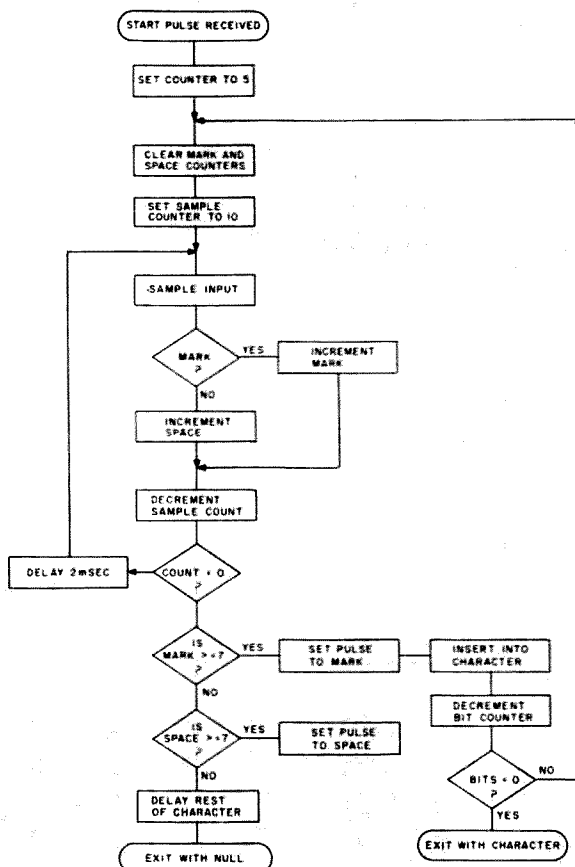 START PULSE RECEIVED
SET COUNTER TO 5
CLEAR MARK AND
SPACE COUNTERS
SET SAMPLE
COUNTER TO 10
SAMPLE INPUT
MARK
?
YES
INCREMENT
MARK
NO
INCREMENT
SPACE
DECREMENT
SAMPLE COUNT
DELAY 2mSEC
COUNT = 0
?
IS
MARK >=7
?
YES
SET PULSE
TO MARK
INSERT INTO
CHARACTER
NO
DECREMENT
BIT COUNTER
IS
SPACE >=7
?
YES
SET PULSE
TO SPACE
BITS = 0
?
NO
NO
DELAY REST
OF CHARACTER
YES
EXIT WITH CHARACTER
EXIT WITH NULL